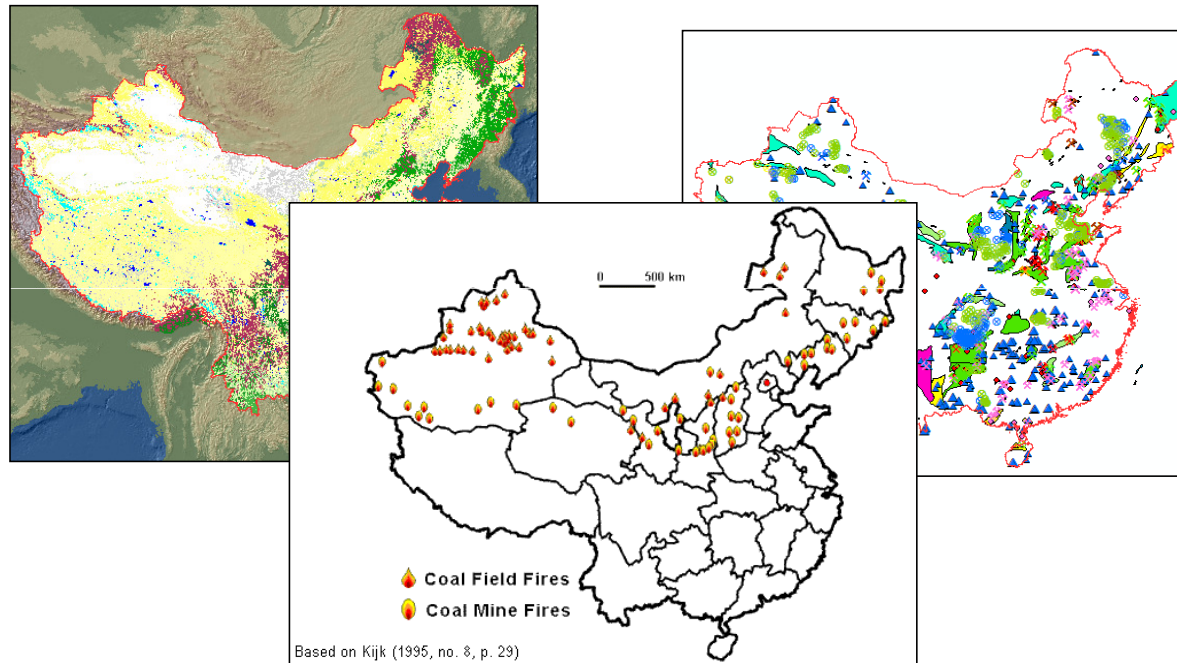 0 500 km
Coal Field Fires
Coal Mine Fires
Based on Kijk (1995, no. 8, p. 29)